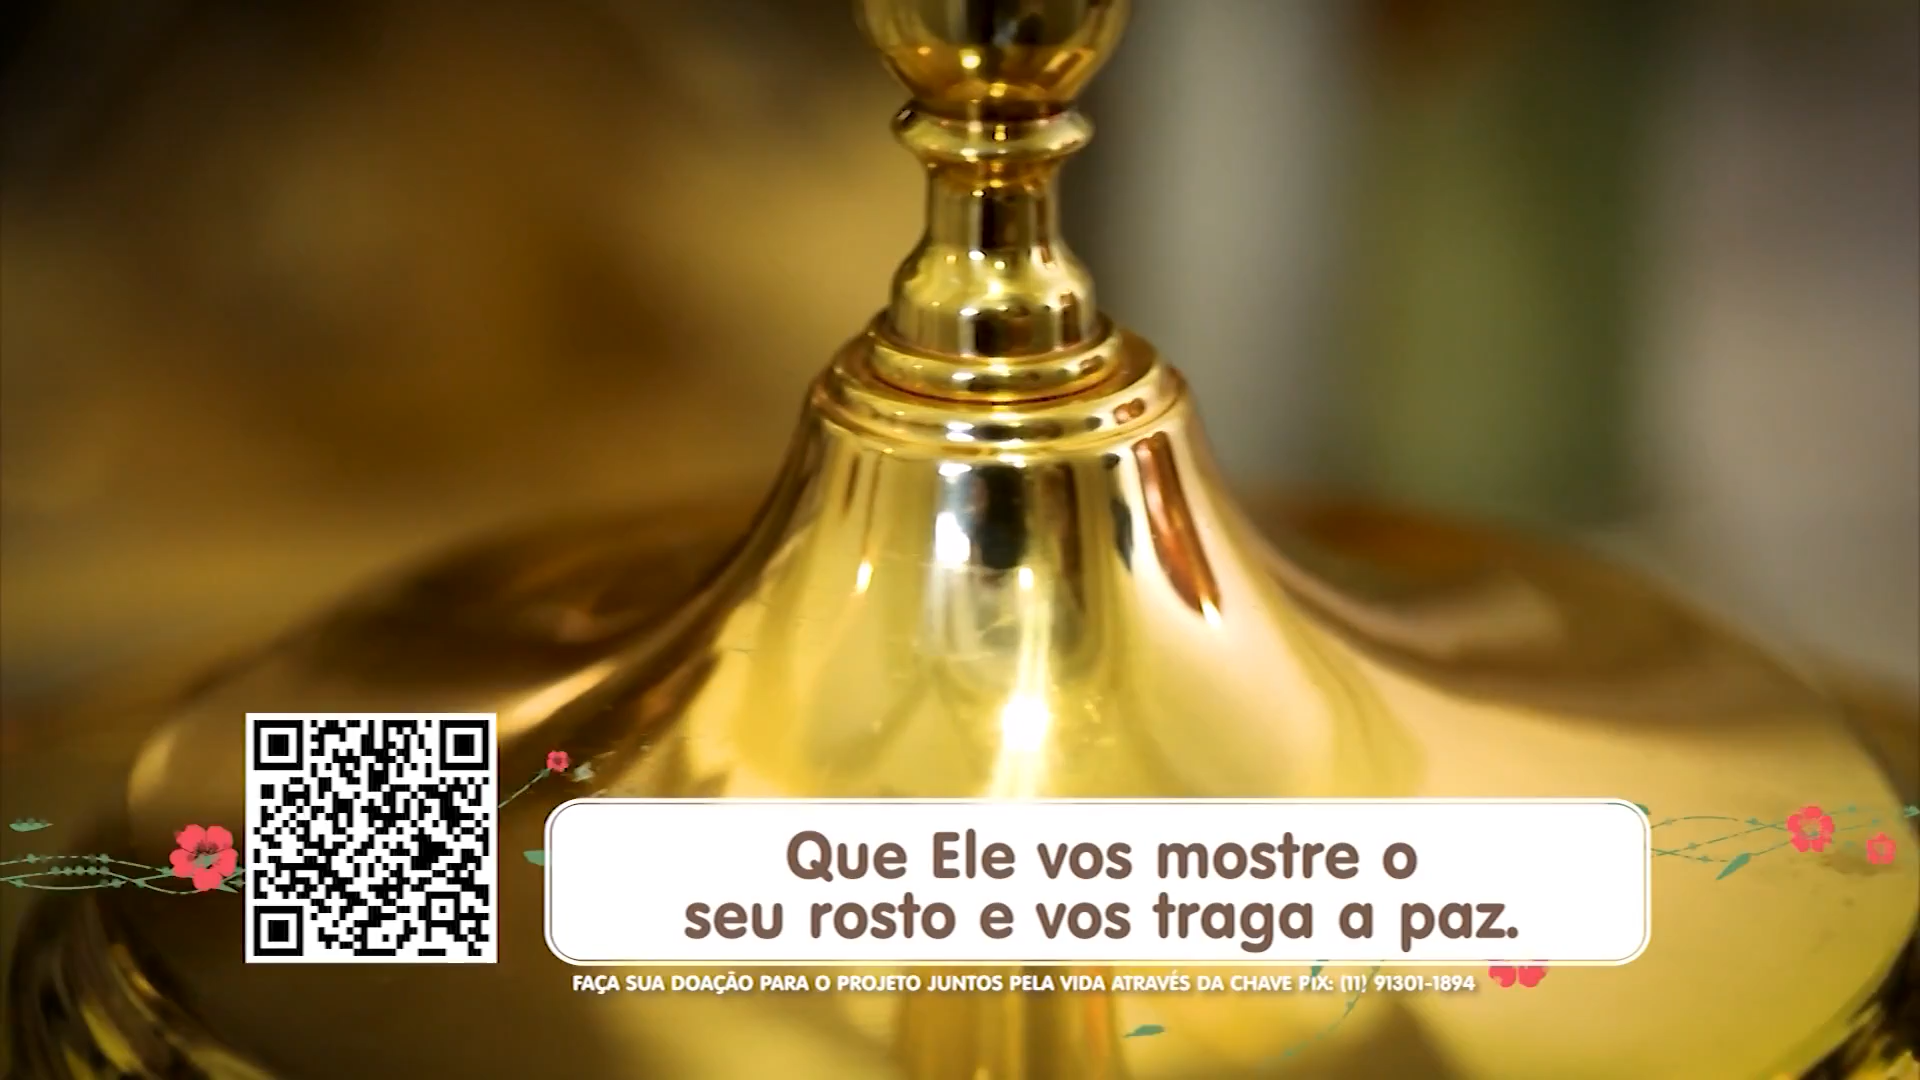 Que Ele vos mostre o
seu rosto e vos traga a paz.
FAÇA SUA DOAÇÃO PARA O PROJETO JUNTOS PELA VIDA ATRAVÉS DA CHAVE PIX: (11) 91301-1894